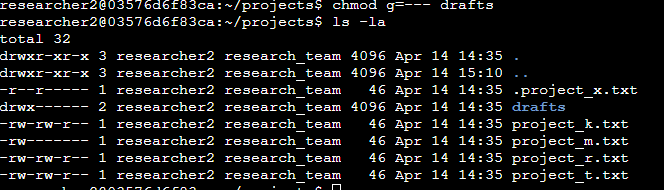 researcher2@03576d6f83ca:~/projects$ chmod g=--- drafts
researcher2@03576d6f83ca:~/projects$ ls -la
total 32
drwxr-xr-x 3 researcher2 research_team 4096 Apr 14 14:35 .
drwxr-xr-x 3 researcher2 research_team 4096 Apr 14 15:10 ..
-r--r----- 1 researcher2 research_team   46 Apr 14 14:35 .project_x.txt
drwx------ 2 researcher2 research_team 4096 Apr 14 14:35 drafts
-rw-rw-r-- 1 researcher2 research_team   46 Apr 14 14:35 project_k.txt
-rw------- 1 researcher2 research_team   46 Apr 14 14:35 project_m.txt
-rw-rw-r-- 1 researcher2 research_team   46 Apr 14 14:35 project_r.txt
-rw-rw-r-- 1 researcher2 research_team   46 Apr 14 14:35 project_t.txt
researcher2@03576d6f83ca:~/projects$